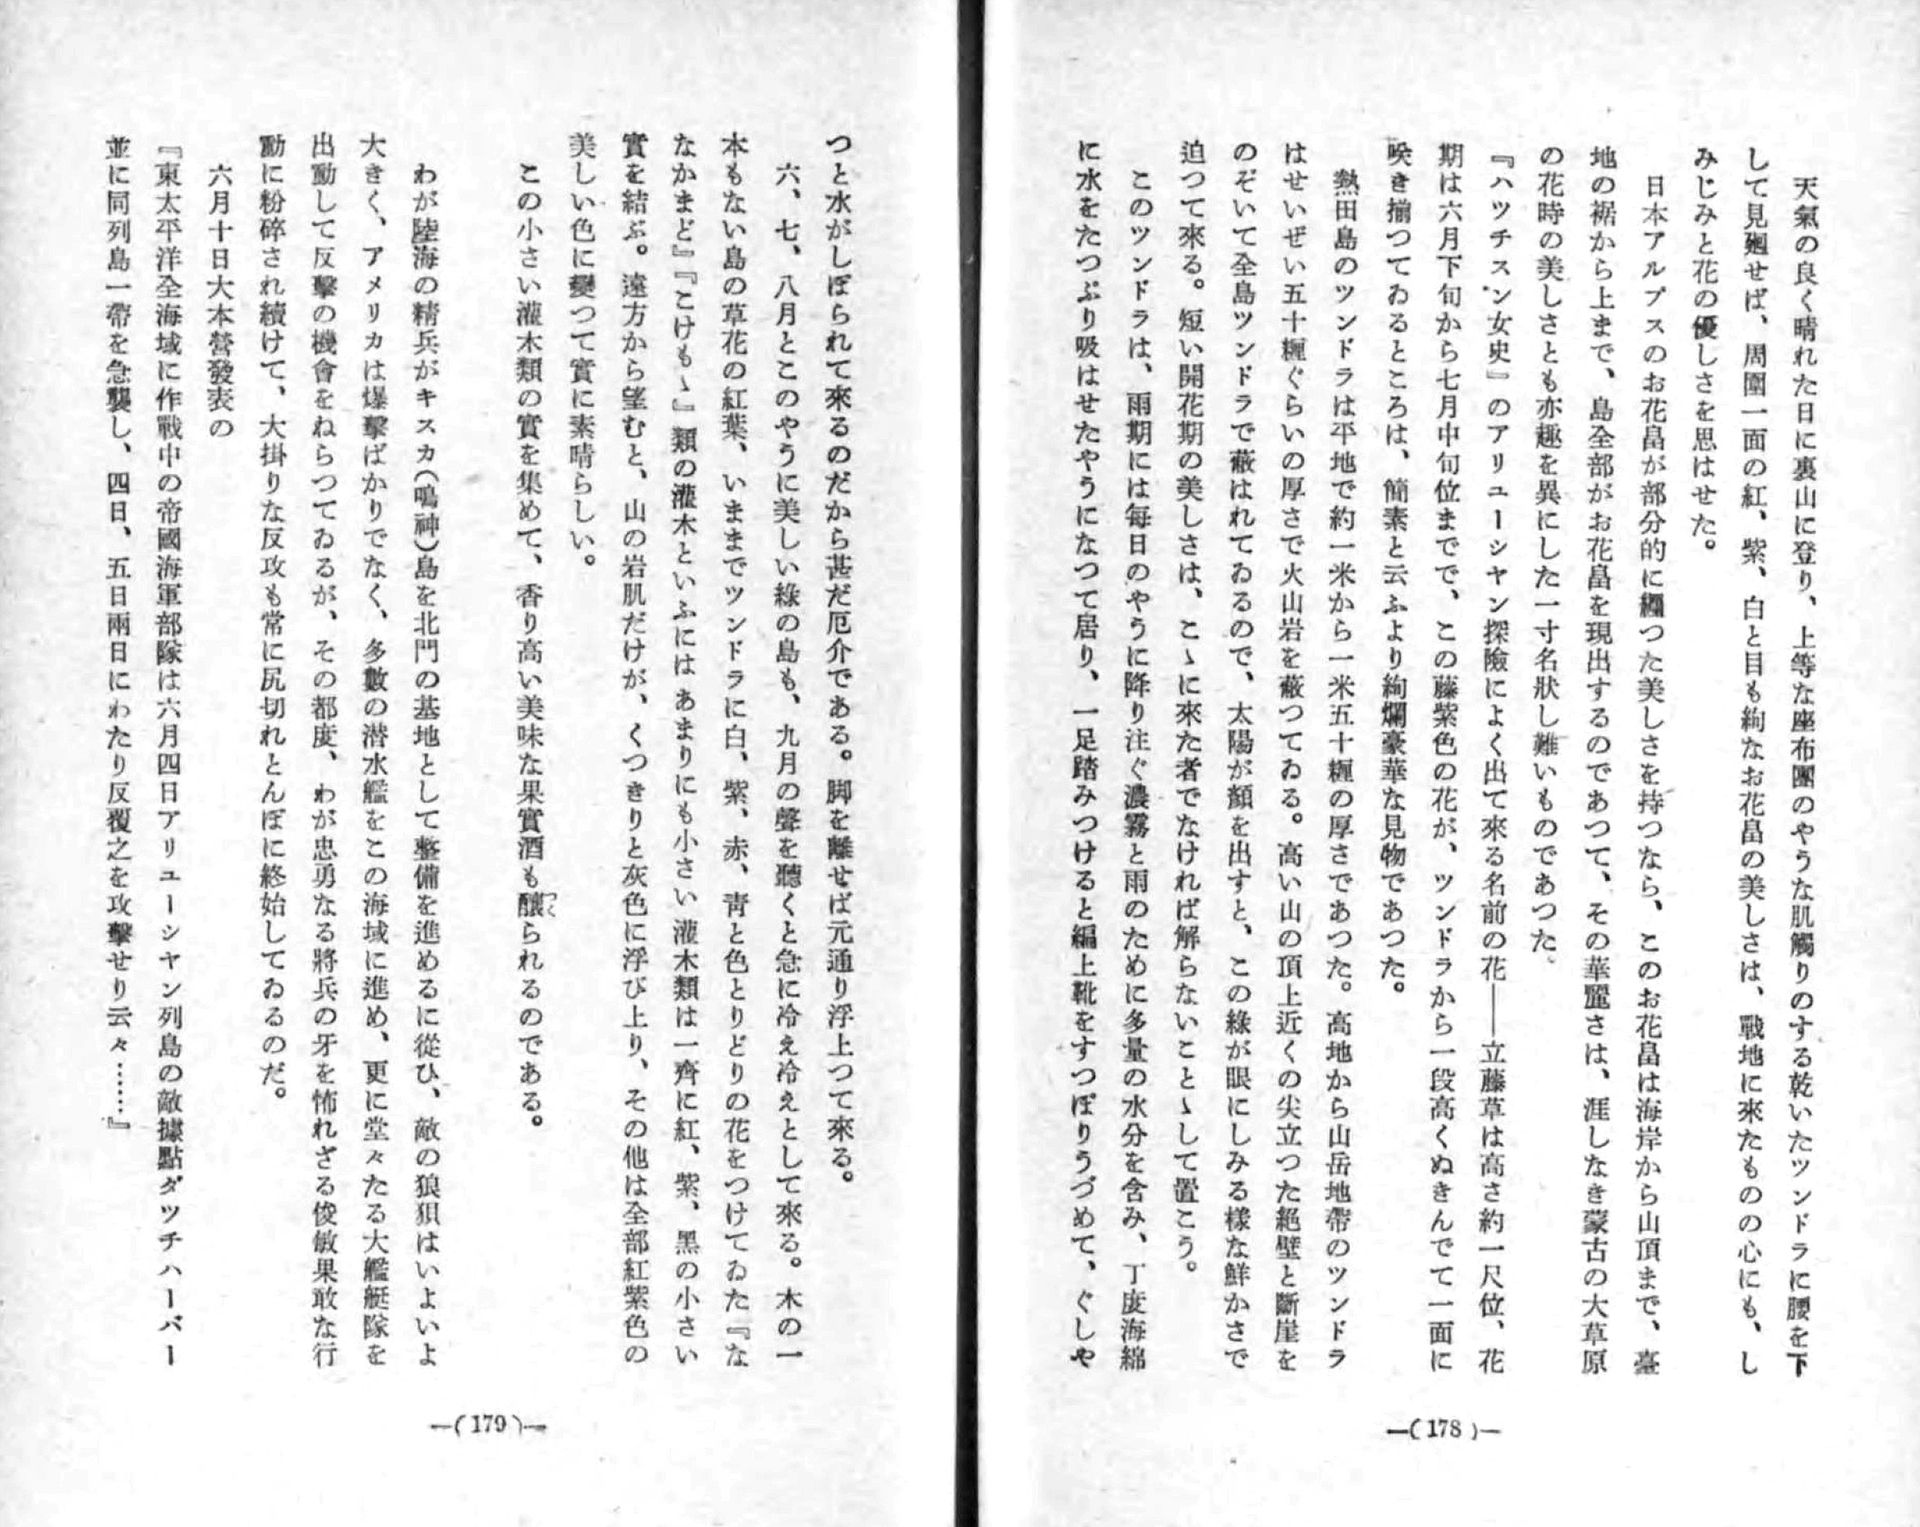 天氣の良く晴れた日に裏山に登り、上等な座布團のやうな肌觸りのする乾いたツンドラに腰を下
して見廻せば、周圍一面の紅、紫、白と目も絢なお花畠の美しさは、戰地に來たものの心にも、し
みじみと花の優しさを思はせた。
日本アルプスのお花畠が部分的に纒つた美しさを持つなら、このお花畠は海岸から山頂まで、臺
地の裾から上まで、島全部がお花畠を現出するのであつて、その華麗さは、涯しなき蒙古の大草原
の花時の美しさとも亦趣を異にした一寸名狀し難いものであつた。
『ハツチスン女史』のアリューシヤン探險によく出て來る名前の花――立藤草は高さ約一尺位、花
期は六月下旬から七月中旬位までで、この藤紫色の花が、ツンドラから一段高くぬきんでて一面に
咲き揃つてゐるところは、簡素と云ふより絢爛豪華な見物であつた。
熱田島のツンドラは平地で約一米から一米五十糎の厚さであつた。高地から山岳地帶のツンドラ
はせいぜい五十糎ぐらいの厚さで火山岩を蔽つてゐる。高い山の頂上近くの尖立つた絕壁と斷崖を
のぞいて全島ツンドラで蔽はれてゐるので、太陽が顏を出すと、この綠が眼にしみる樣な鮮かさで
迫つて來る。短い開花期の美しさは、こゝに來た者でなければ解らないことゝして置こう。
このツンドラは、雨期には每日のやうに降り注ぐ濃霧と雨のために多量の水分を含み、丁度海綿
に水をたつぷり吸はせたやうになつて居り、一足踏みつけると編上靴をすつぽりうづめて、ぐしや
―(178)―
つと水がしぼられて來るのだから甚だ厄介である。脚を離せば元通り浮上つて來る。
六、七、八月とこのやうに美しい綠の島も、九月の聲を聽くと急に冷え冷えとして來る。木の一
本もない島の草花の紅葉、いままでツンドラに白、紫、赤、靑と色とりどりの花をつけてゐた『な
なかまど』『こけもゝ』類の灌木といふにはあまりにも小さい灌木類は一齊に紅、紫、黑の小さい
實を結ぶ。遠方から望むと、山の岩肌だけが、くつきりと灰色に浮び上り、その他は全部紅紫色の
美しい色に變つて實に素晴らしい。
この小さい灌木類の實を集めて、香り高い美味な果實酒も釀られるのである。
つく
わが陸海の精兵がキスカ(鳴神)島を北門の基地として整備を進めるに從ひ、敵の狼狽はいよいよ
大きく、アメリカは爆擊ばかりでなく、多數の潜水艦をこの海域に進め、更に堂々たる大艦艇隊を
出動して反擊の機會をねらつてゐるが、その都度、わが忠勇なる將兵の牙を怖れざる俊敏果敢な行
動に粉碎され續けて、大掛りな反攻も常に尻切れとんぼに終始してゐるのだ。
六月十日大本營發表の
『東太平洋全海域に作戰中の帝國海軍部隊は六月四日アリューシヤン列島の敵據點ダツチハーバー
並に同列島一帶を急襲し、四日、五日兩日にわたり反覆之を攻擊せり云々……』
―(179)―